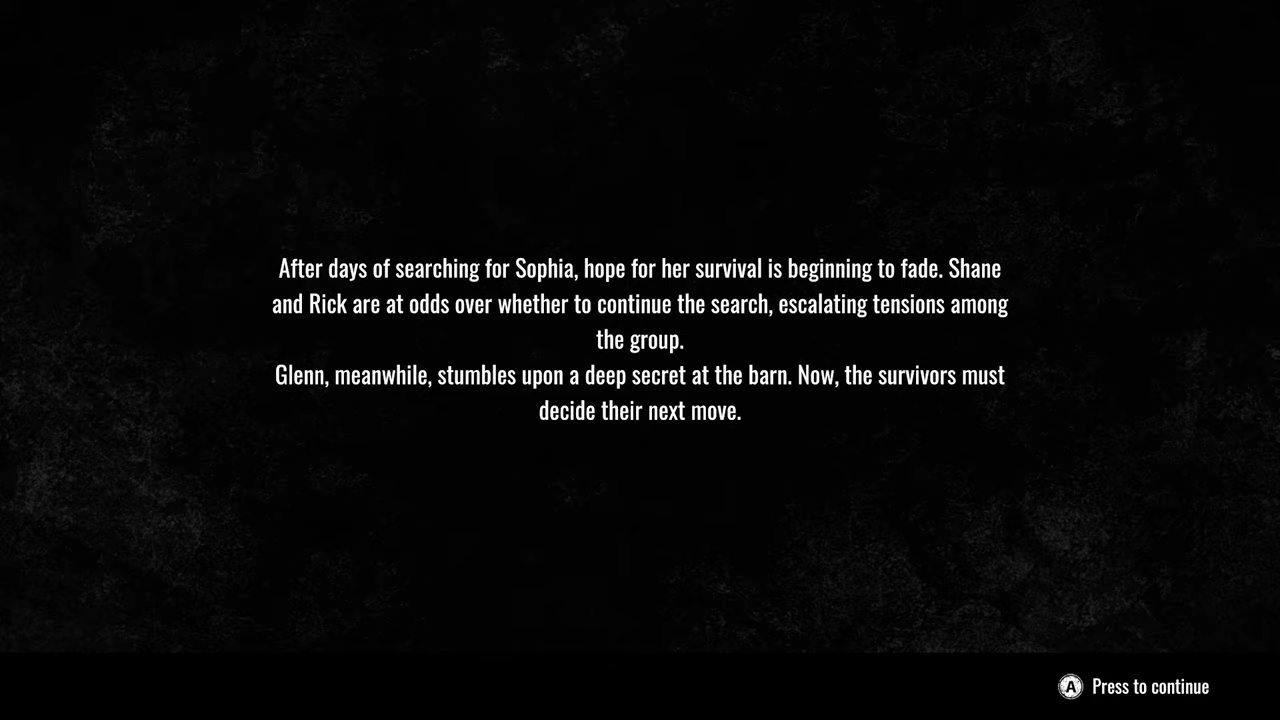 After days of searching for Sophia, hope for her survival is beginning to fade. Shane
and Rick are at odds over whether to continue the search, escalating tensions among
the group.
Glenn, meanwhile, stumbles upon a deep secret at the barn. Now, the survivors must
decide their next move.
A Press to continue